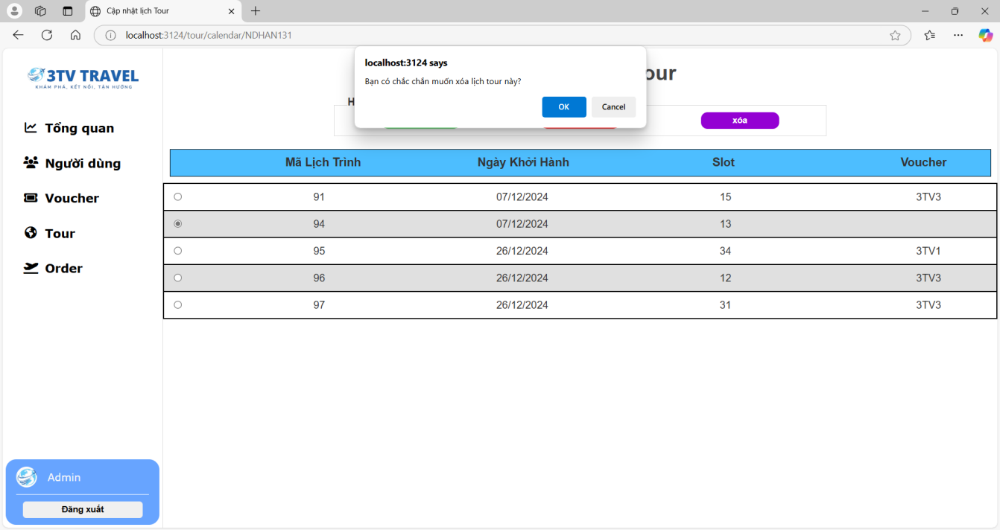 Cập nhật lịch Tour
localhost:3124/tour/calendar/NDHAN131
3TV TRAVEL
KHÁM PHÁ, KẾT NỐI, TẬN HƯỞNG
Tổng quan
Người dùng
Voucher
Tour
Order
Admin
Đăng xuất
localhost:3124 says
Bạn có chắc chắn muốn xóa lịch tour này?
OK Cancel
our
H
xóa
Mã Lịch Trình Ngày Khởi Hành Slot Voucher
91 07/12/2024 15 3TV3
94 07/12/2024 13
95 26/12/2024 34 3TV1
96 26/12/2024 12 3TV3
97 26/12/2024 31 3TV3